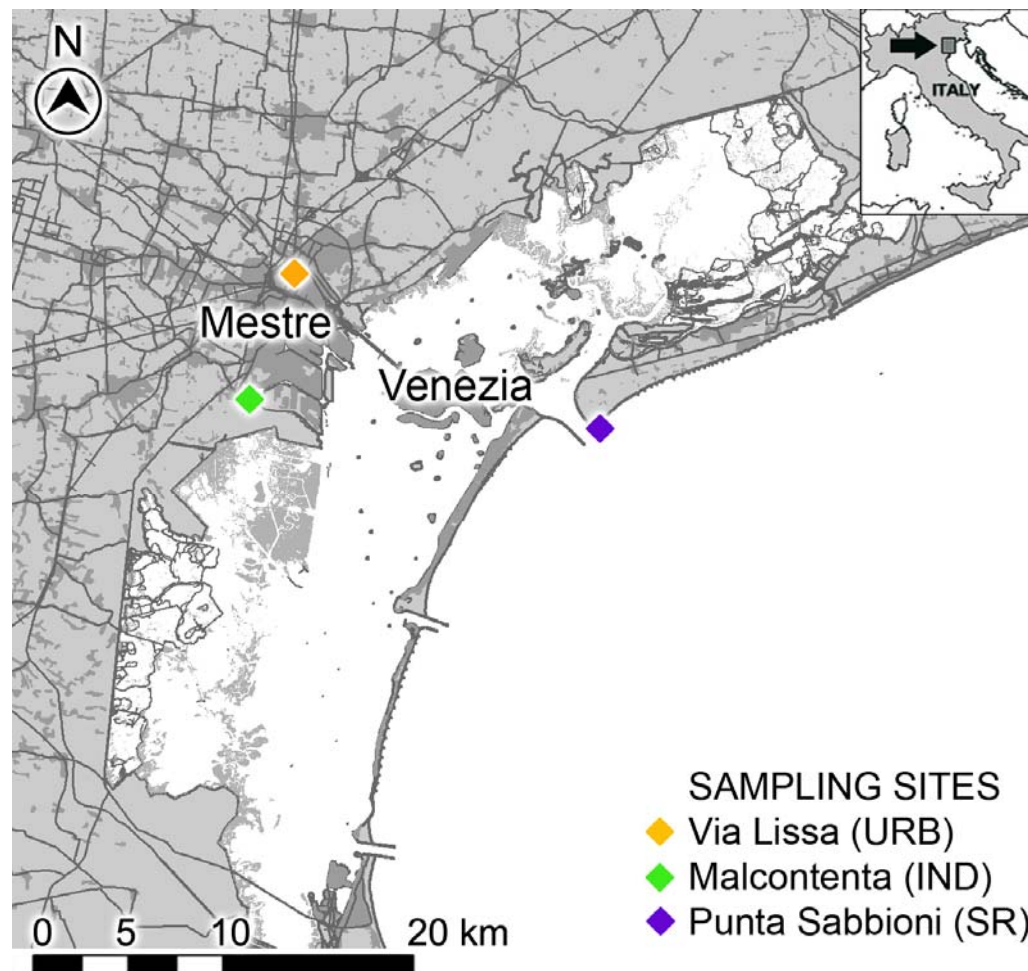 N
ITALY
Mestre
Venezia
SAMPLING SITES
Via Lissa (URB)
Malcontenta (IND)
Punta Sabbioni (SR)
0 5 10 20 km